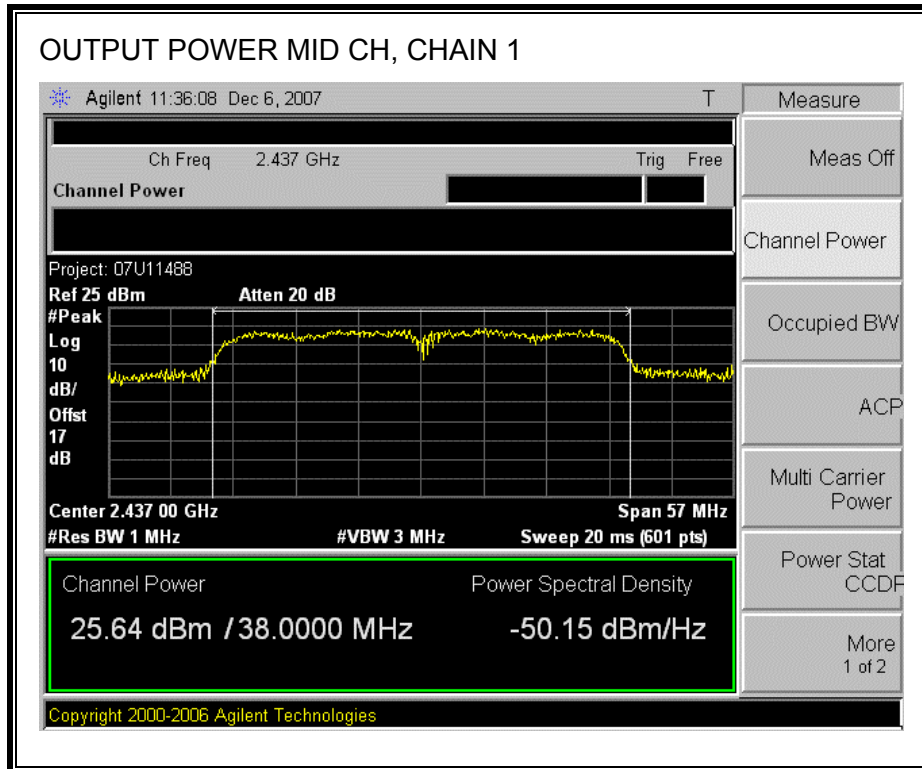 OUTPUT POWER MID CH, CHAIN 1
Agilent 11:36:08 Dec 6, 2007 T
Measure
Ch Freq 2.437 GHz Trig Free
Channel Power
Meas Off
Channel Power
Occupied BW
ACP
Multi Carrier
Power
Power Stat
CCDF
More
1 of 2
Project: 07U11488
Ref 25 dBm Atten 20 dB
#Peak
Log
10
dB/
Offst
17
dB
Center 2.437 00 GHz Span 57 MHz
#Res BW 1 MHz #VBW 3 MHz Sweep 20 ms (601 pts)
Channel Power Power Spectral Density
25.64 dBm / 38.0000 MHz -50.15 dBm/Hz
Copyright 2000-2006 Agilent Technologies